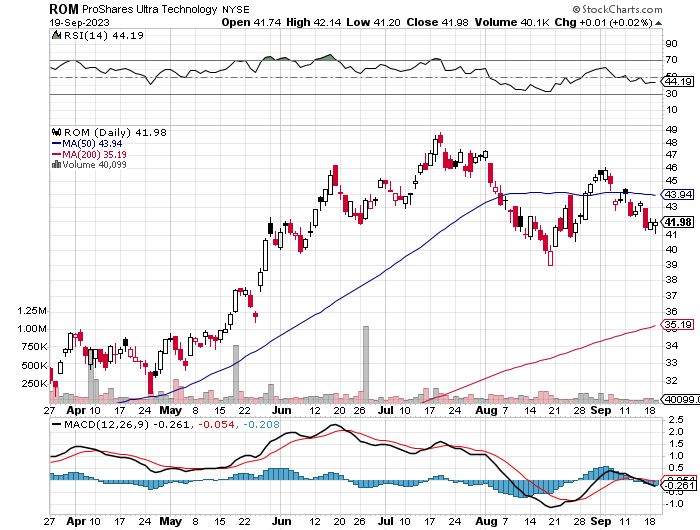 ROM ProShares Ultra Technology NYSE © StockCharts.com
19-Sep-2023 Open 41.74 High 42.14 Low 41.20 Close 41.98 Volume 40.1K Chg +0.01 (+0.02%)
RSI(14) 44.19
90
70
50
44.19
30
10
ROM (Daily) 41.98
MA(50) 43.94
MA(200) 35.19
Volume 40,099
49
48
47
46
45
43.94
43
41.98
41
40
39
38
37
36
35.19
34
33
32
40099.0
1.25M
1.00M
750K
500K
250K
27 Apr 10 17 24 May 8 15 22 Jun 12 20 26 Jul 10 17 24 Aug 7 14 21 28 Sep 11 18
MACD(12,26,9) -0.261, -0.054, -0.208
2.5
2.0
1.5
1.0
0.5
-0.261
-1.0
27 Apr 10 17 24 May 8 15 22 Jun 12 20 26 Jul 10 17 24 Aug 7 14 21 28 Sep 11 18